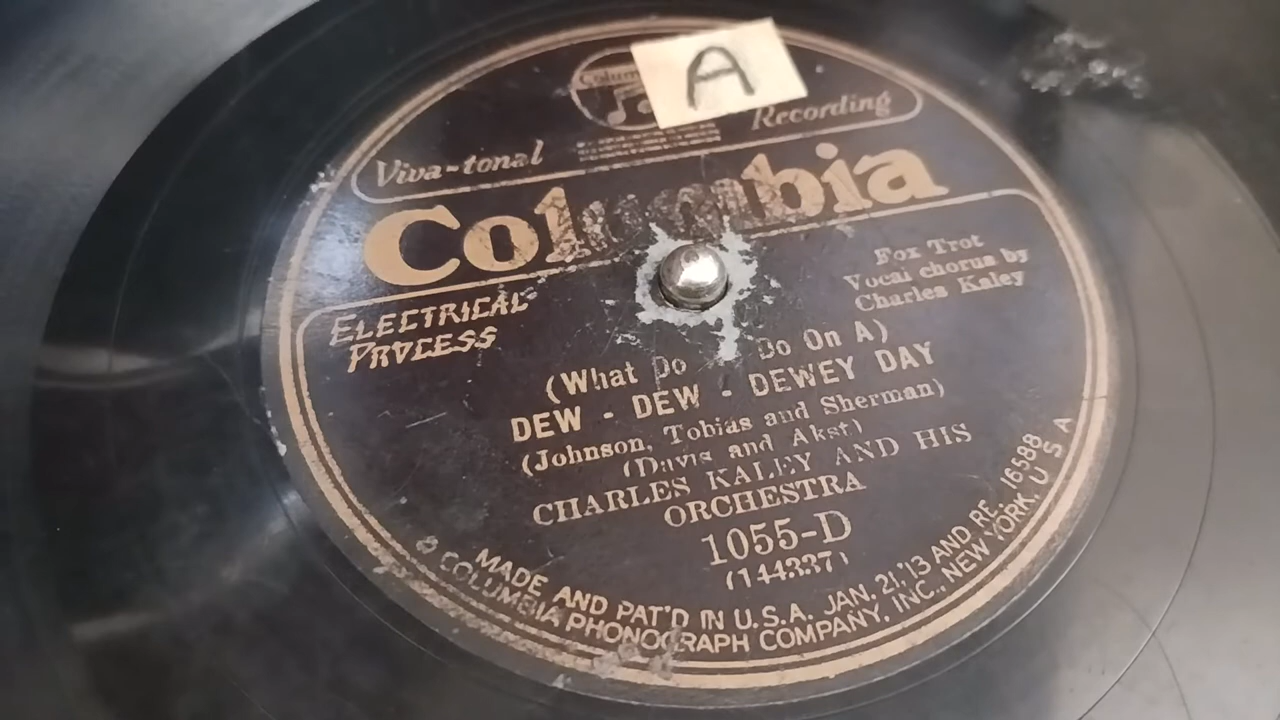 A
Viva-tonal Recording
Columbia
ELECTRICAL
PROCESS
Fox Trot
Vocal chorus by
Charles Kaley
(What Do Do On A)
DEW - DEW - DEWEY DAY
(Johnson, Tobias and Sherman)
(Davis and Akst)
CHARLES KALEY AND HIS
ORCHESTRA
1055-D
(144337)
MADE AND PAT'D IN U.S.A. JAN. 21,'13 AND RE. 16588
COLUMBIA PHONOGRAPH COMPANY, INC., NEW YORK, U S A